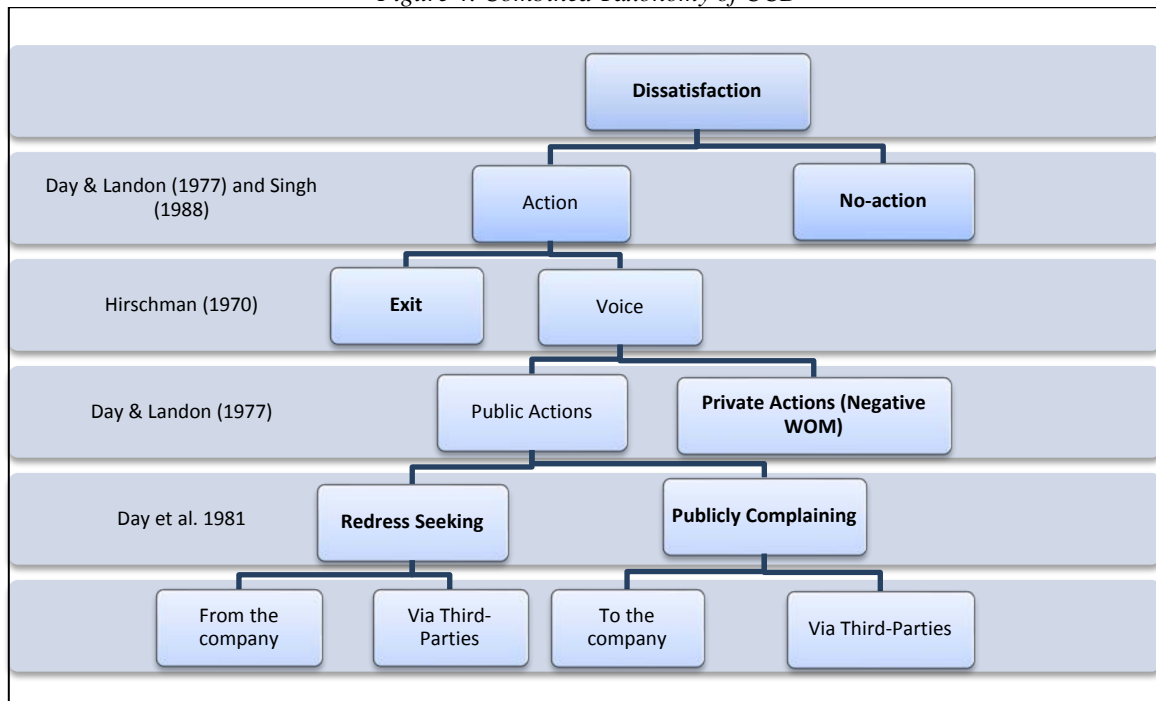 Figure Combined Taxonomy of
Dissatisfaction
Day & Landon (1977) and Singh
(1988)
Action
No-action
Hirschman (1970)
Exit
Voice
Day & Landon (1977)
Public Actions
Private Actions (Negative
WOM)
Day et al. 1981
Redress Seeking
Publicly Complaining
From the
company
Via Third-
Parties
To the
company
Via Third-Parties